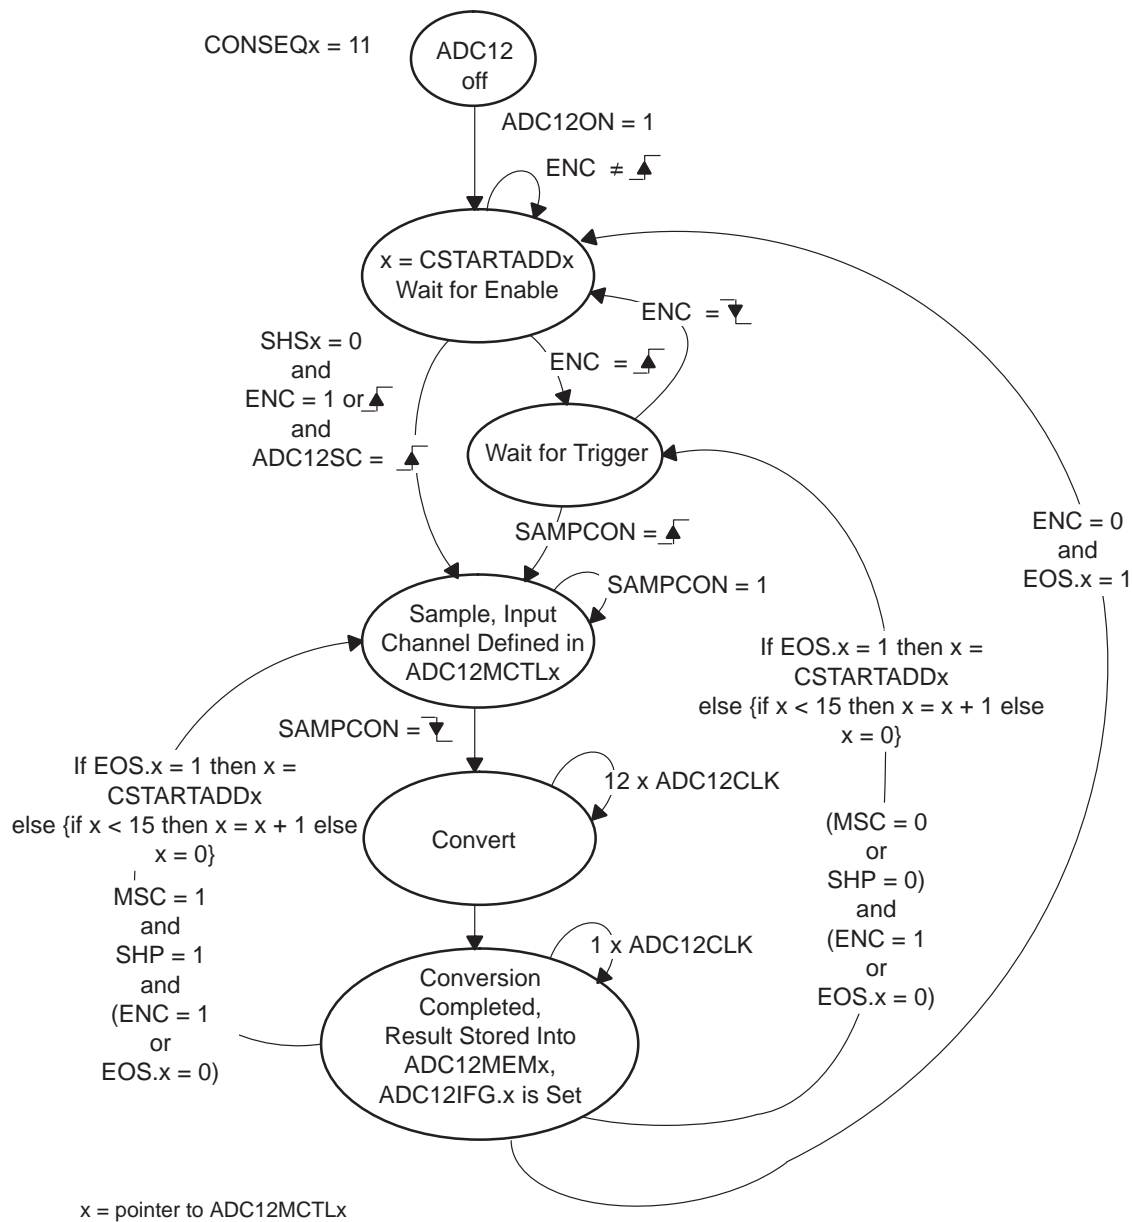 CONSEQx = 11
ADC12
off
ADC12ON = 1
ENC ≠
x = CSTARTADDx
Wait for Enable
ENC =
SHSx = 0
and
ENC = 1 or
and
ADC12SC =
ENC =
Wait for Trigger
SAMPCON =
ENC = 0
and
EOS.x = 1
SAMPCON = 1
Sample, Input
Channel Defined in
ADC12MCTLx
If EOS.x = 1 then x =
CSTARTADDx
else {if x < 15 then x = x + 1 else
x = 0}
SAMPCON =
If EOS.x = 1 then x =
CSTARTADDx
else {if x < 15 then x = x + 1 else
x = 0}
12 x ADC12CLK
Convert
(MSC = 0
or
SHP = 0)
and
(ENC = 1
or
EOS.x = 0)
MSC = 1
and
SHP = 1
and
(ENC = 1
or
EOS.x = 0)
1 x ADC12CLK
Conversion
Completed,
Result Stored Into
ADC12MEMx,
ADC12IFG.x is Set
x = pointer to ADC12MCTLx